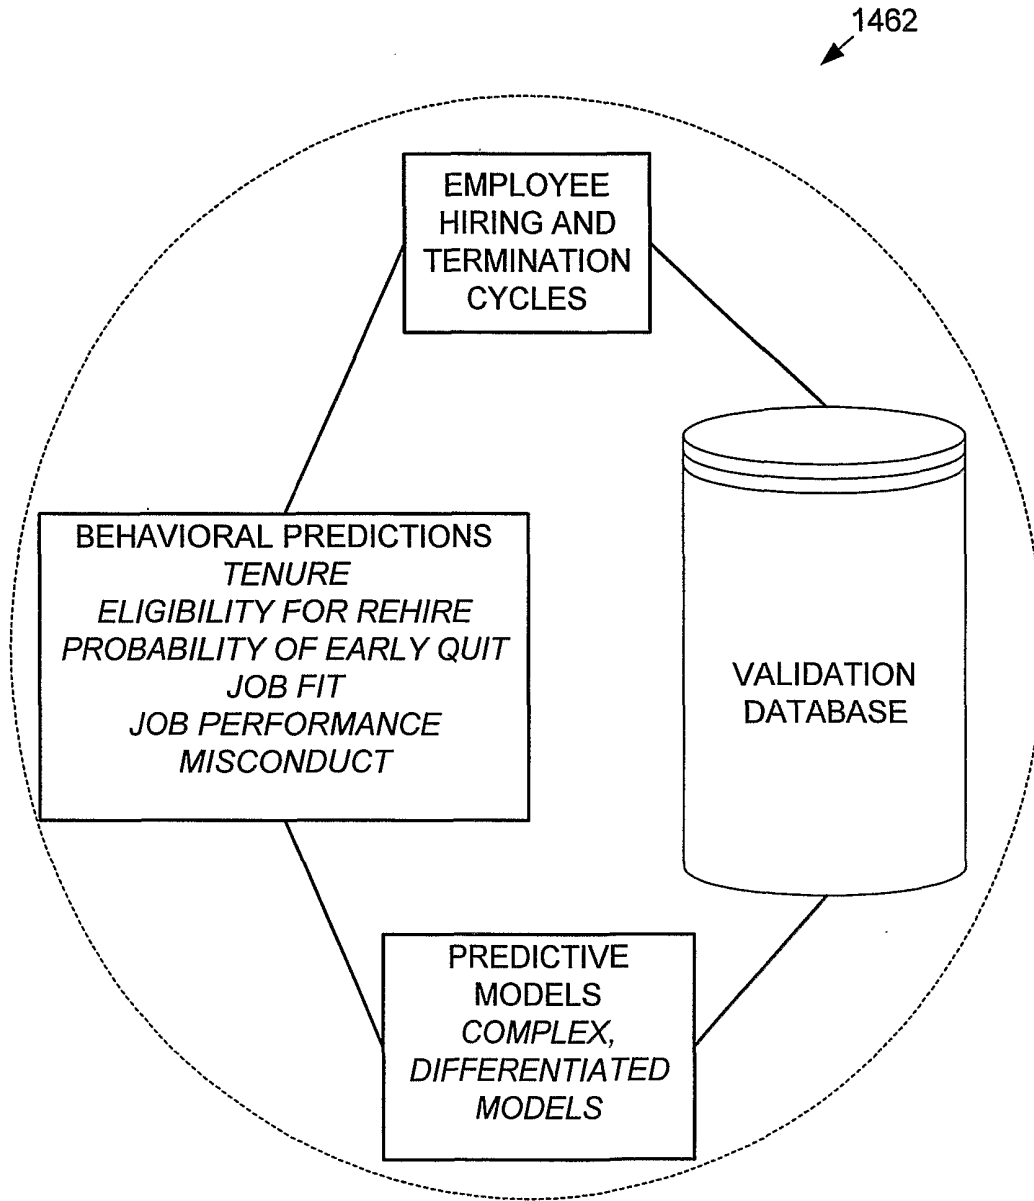 1462
EMPLOYEE
HIRING AND
TERMINATION
CYCLES
BEHAVIORAL PREDICTIONS
TENURE
ELIGIBILITY FOR REHIRE
PROBABILITY OF EARLY QUIT
JOB FIT
JOB PERFORMANCE
MISCONDUCT
VALIDATION
DATABASE
PREDICTIVE
MODELS
COMPLEX,
DIFFERENTIATED
MODELS